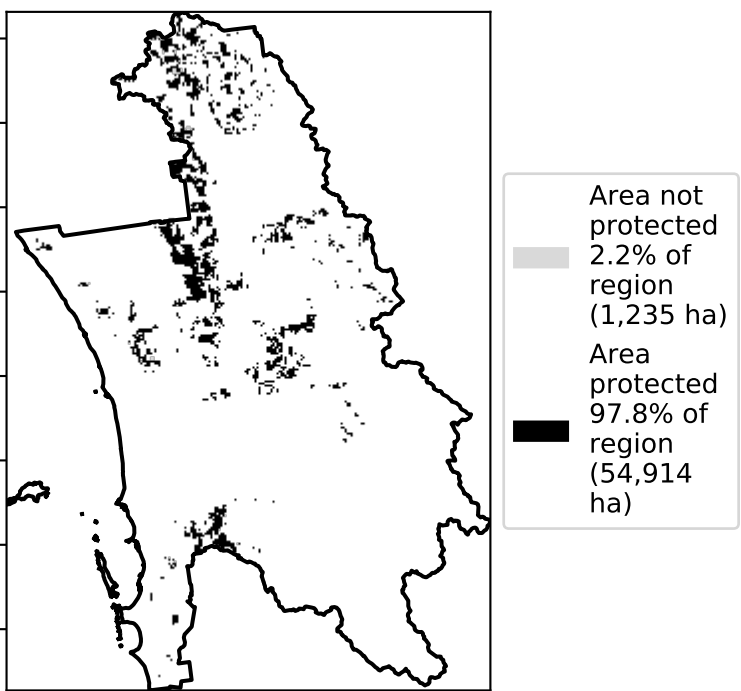 Area not
protected
2.2% of
region
(1,235 ha)
Area
protected
97.8% of
region
(54,914
ha)